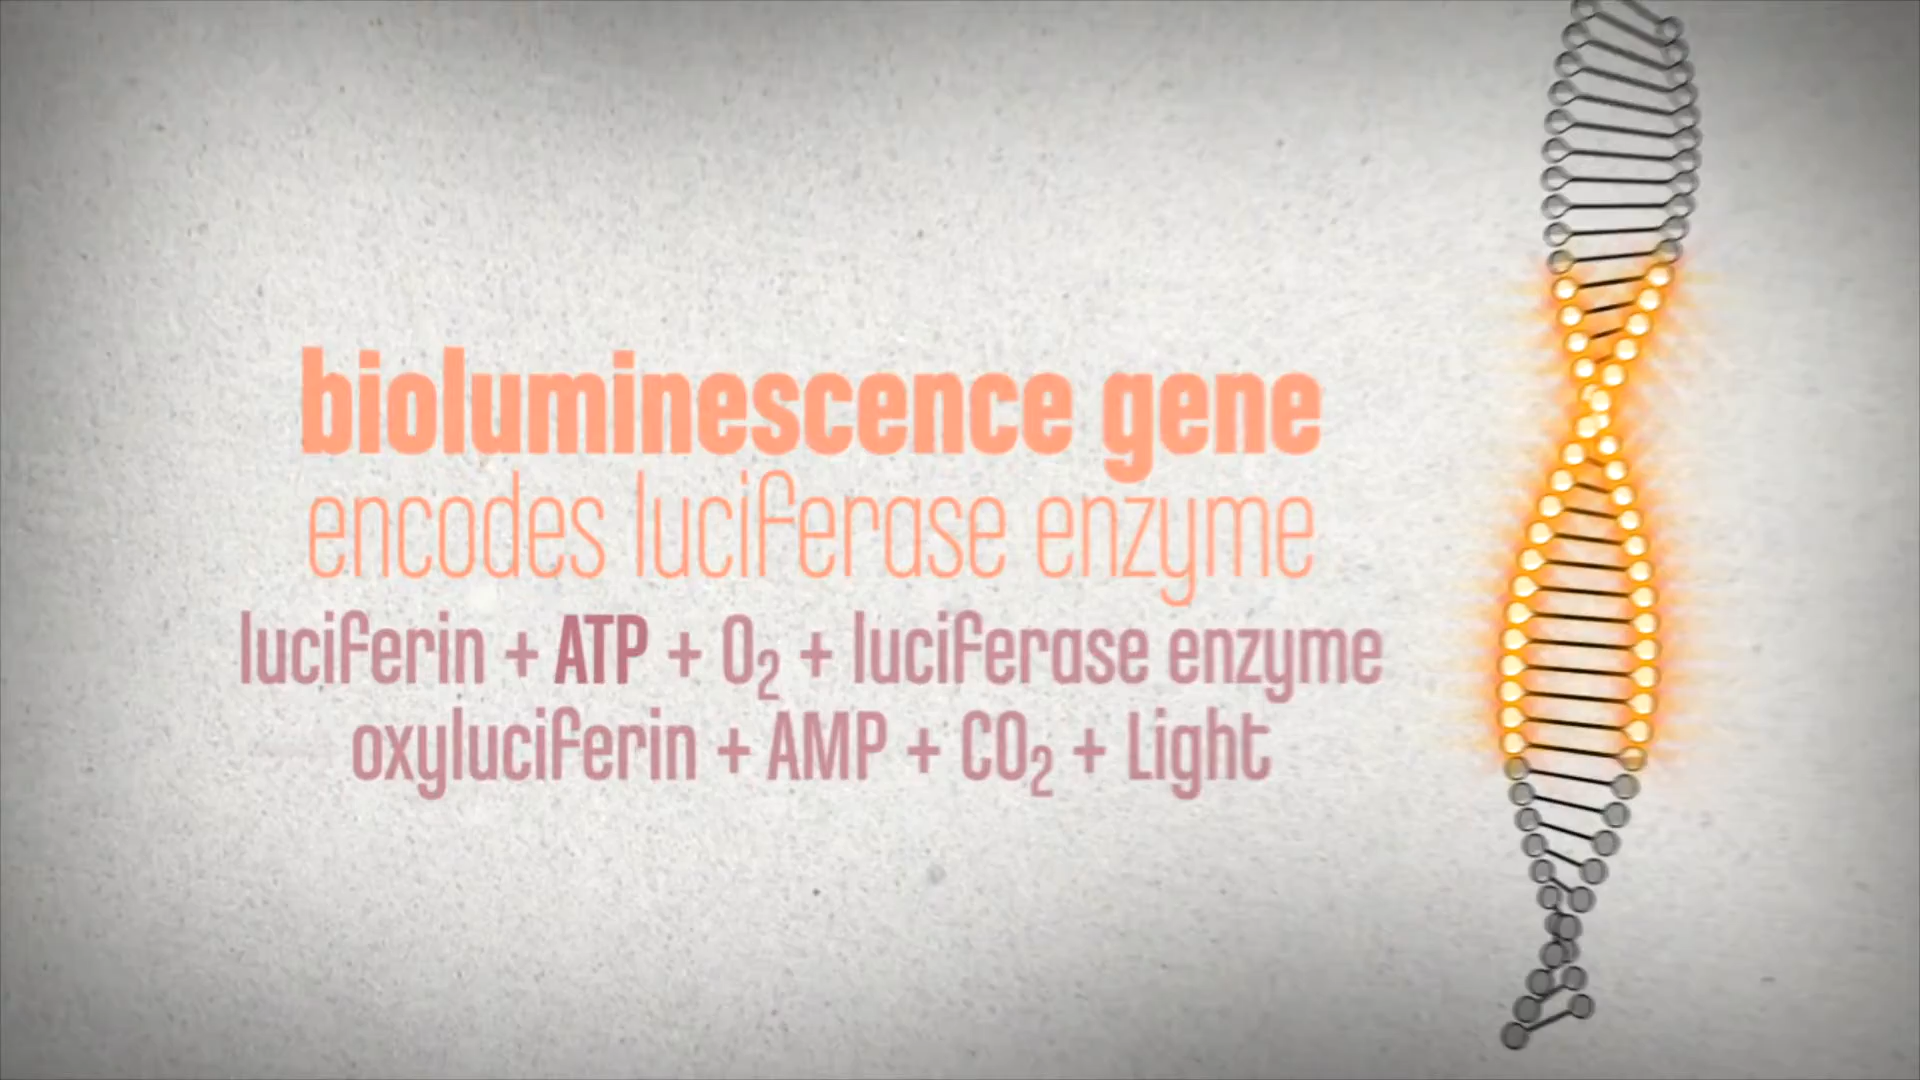 bioluminescence gene
encodes luciferase enzyme
luciferin + ATP + O₂ + luciferase enzyme
oxyluciferin + AMP + CO₂ + Light